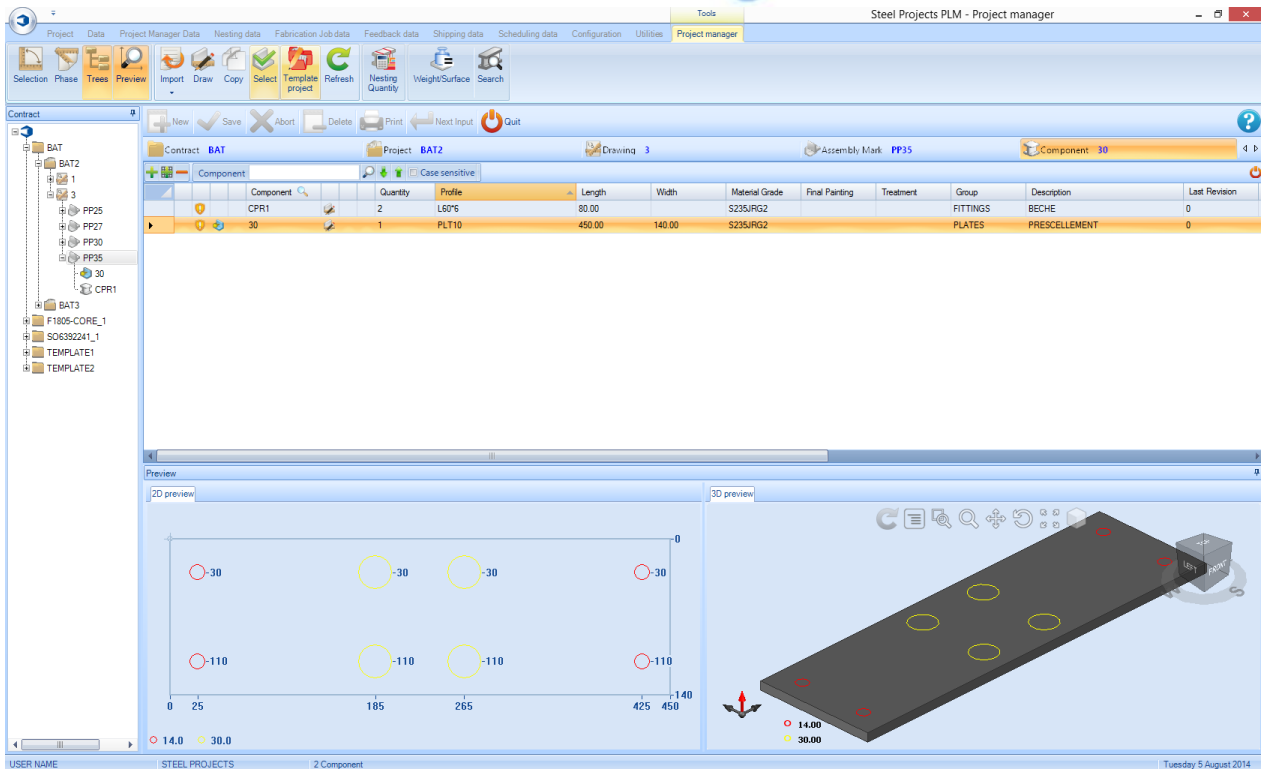 Tools
Steel Projects PLM - Project manager
Project Data Project Manager Data Nesting data Fabrication Job data Feedback data Shipping data Scheduling data Configuration Utilities Project manager
Selection Phase Trees Preview Import Draw Copy Select Template project Refresh Nesting Quantity Weight/Surface Search
Contract
New Save Abort Delete Print Next Input Quit
Contract BAT Project BAT2 Drawing 3 Assembly Mark PP35 Component 30
Component Case sensitive
Component Quantity Profile Length Width Material Grade Final Painting Treatment Group Description Last Revision
CPR1 2 L60*6 80.00 S235JRG2 FITTINGS BECHE 0
30 1 PLT10 450.00 140.00 S235JRG2 PLATES PRESCELLEMENT 0
BAT
BAT2
1
3
PP25
PP27
PP30
PP35
30
CPR1
BAT3
F1805-CORE_1
SO6392241_1
TEMPLATE1
TEMPLATE2
Preview
2D preview
0
-30 -30 -30 -30
-110 -110 -110 -110
-140
0 25 185 265 425 450
14.0 30.0
3D preview
LEFT FRONT
S
14.00
30.00
USER NAME STEEL PROJECTS 2 Component Tuesday 5 August 2014